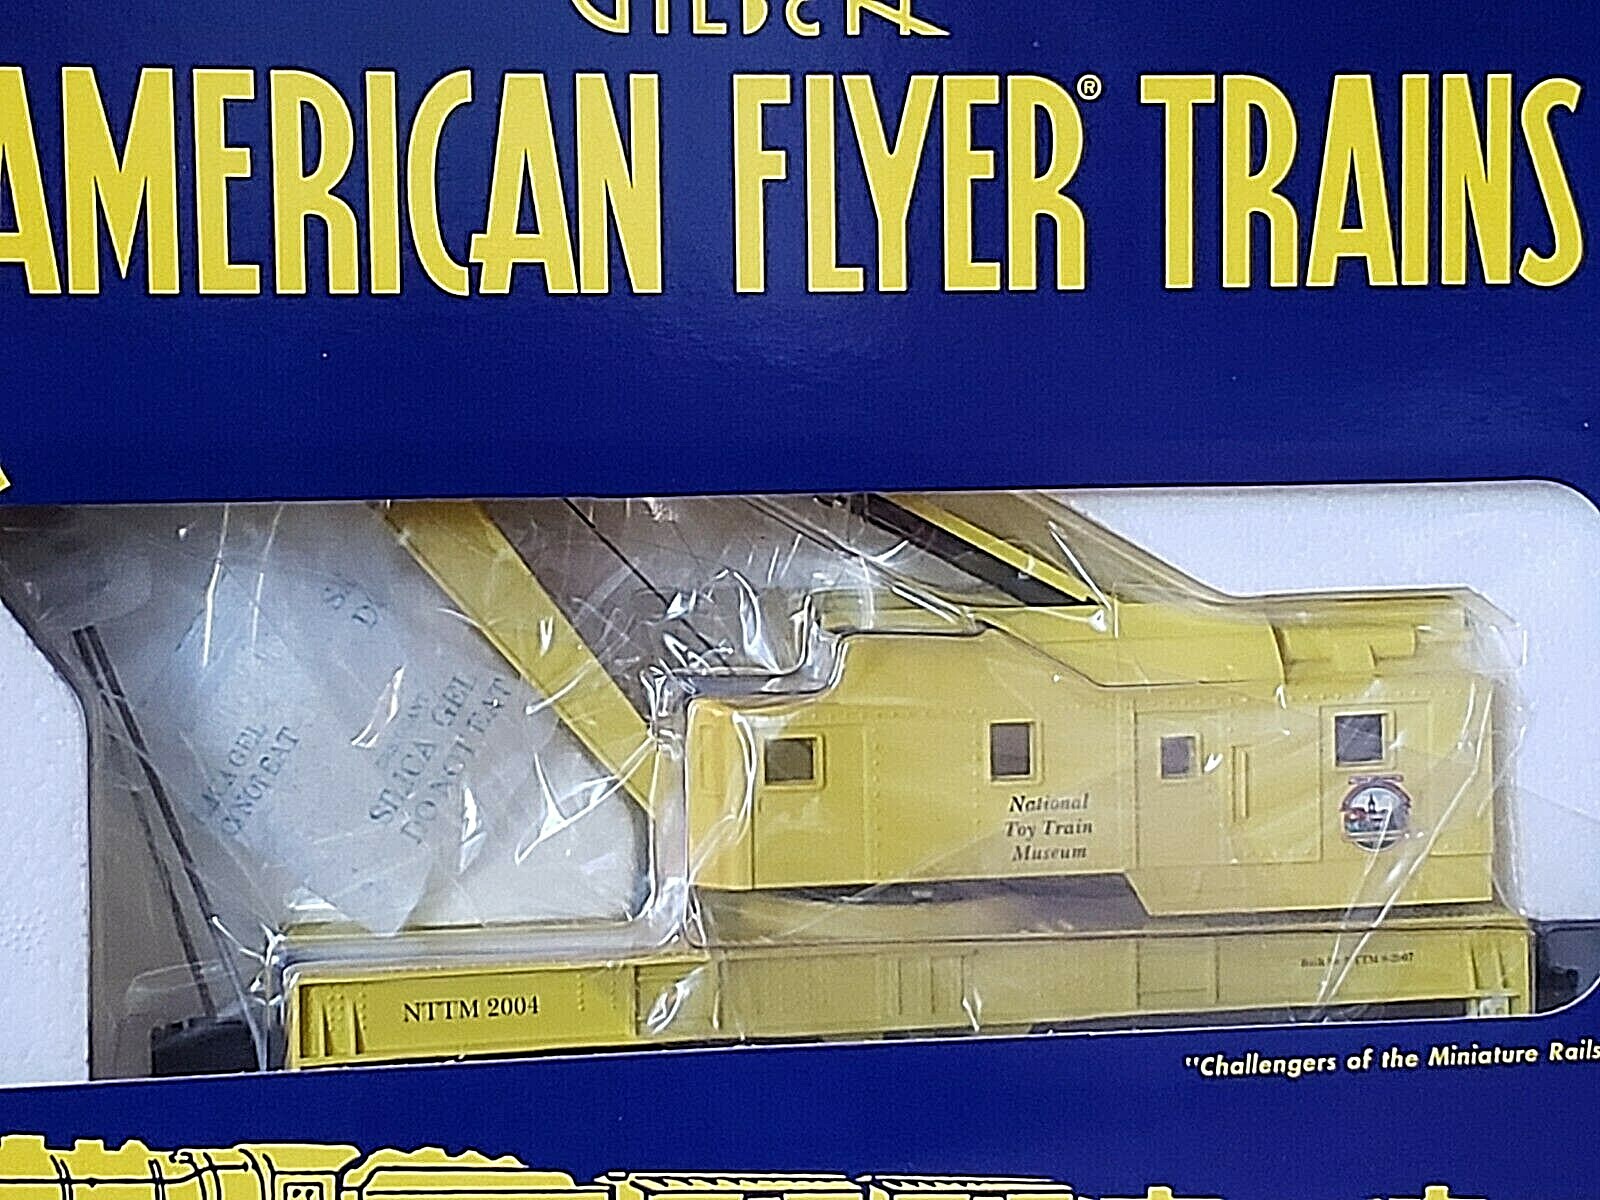 GILBERT
AMERICAN FLYER® TRAINS
SILICA GEL
DO NOT EAT
National
Toy Train
Museum
NTTM 2004
"Challengers of the Miniature Rails